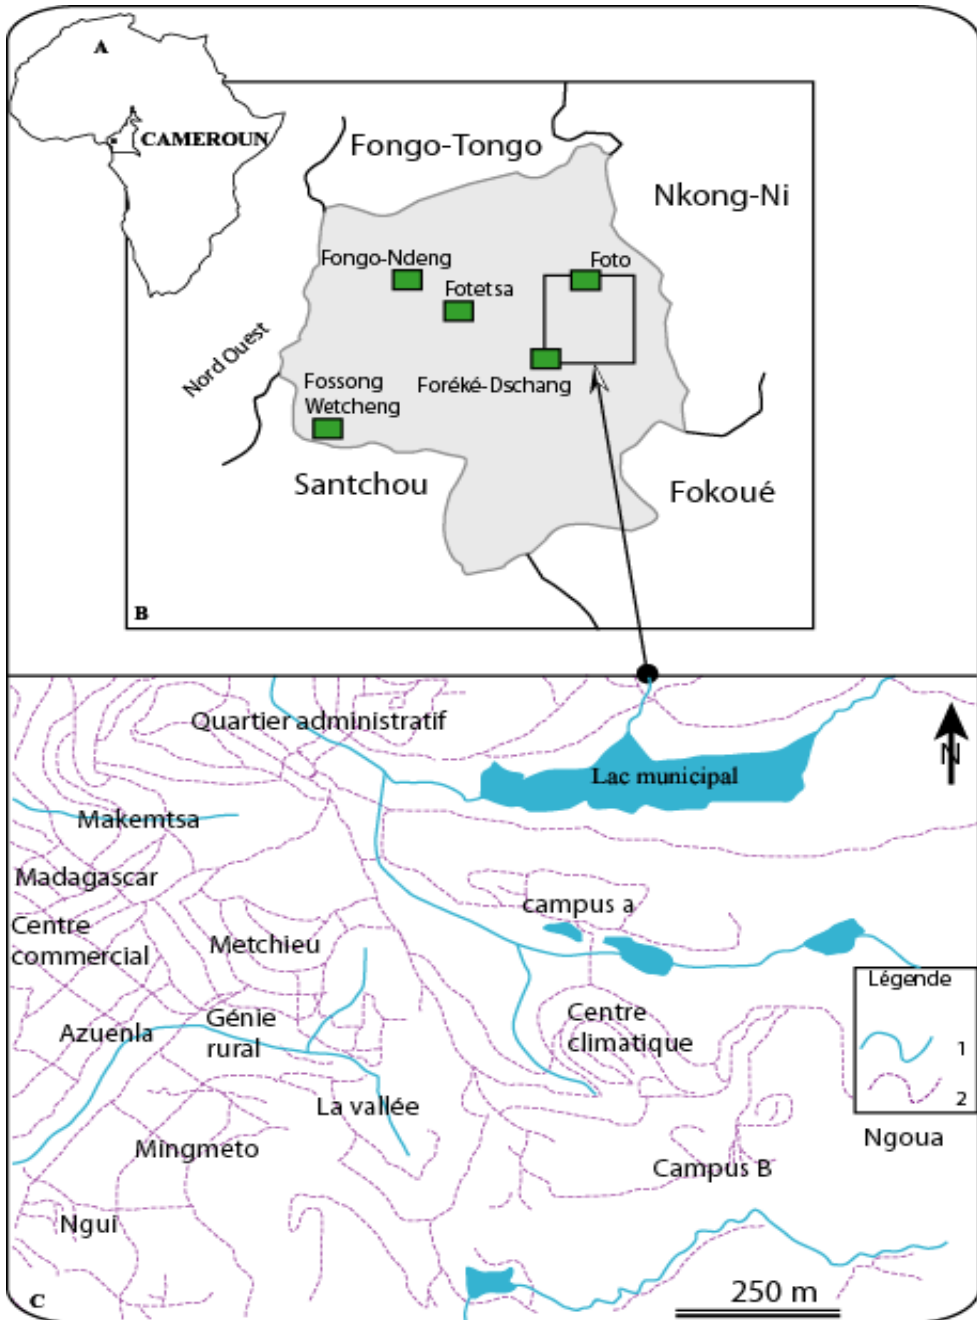 A
CAMEROUN
Fongo-Tongo
Nkong-Ni
Fongo-Ndeng
Foto
Fotetsa
Nord Ouest
Fossong
Wetcheng
Foréké-Dschang
Santchou
Fokoué
B
Quartier administratif
N
Lac municipal
Makemtsa
Madagascar
campus a
Centre
commercial
Metchieu
Légende
1
2
Azuenla
Génie
rural
Centre
climatique
La vallée
Mingmeto
Campus B
Ngoua
Ngui
C
250 m